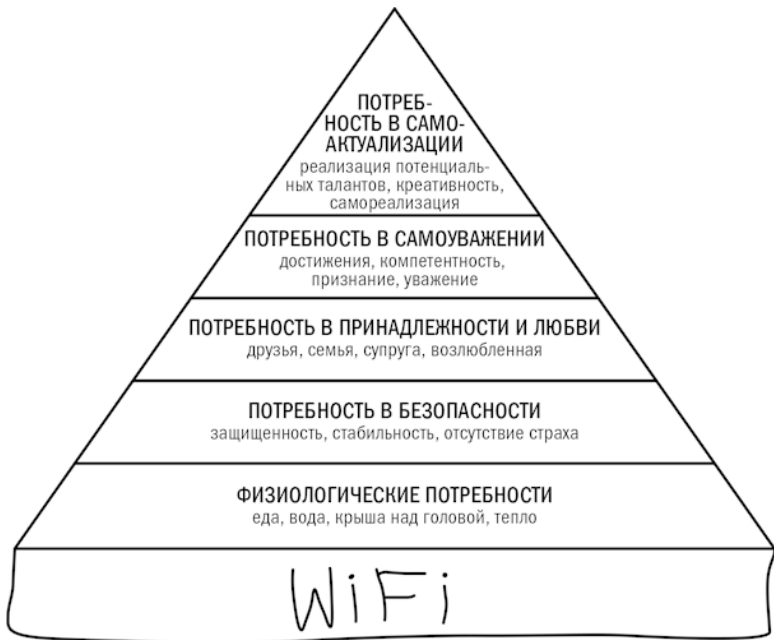 ПОТРЕБ-
НОСТЬ В САМО-
АКТУАЛИЗАЦИИ
реализация потенциаль-
ных талантов, креативность,
самореализация
ПОТРЕБНОСТЬ В САМОУВАЖЕНИИ
достижения, компетентность,
признание, уважение
ПОТРЕБНОСТЬ В ПРИНАДЛЕЖНОСТИ И ЛЮБВИ
друзья, семья, супруга, возлюбленная
ПОТРЕБНОСТЬ В БЕЗОПАСНОСТИ
защищенность, стабильность, отсутствие страха
ФИЗИОЛОГИЧЕСКИЕ ПОТРЕБНОСТИ
еда, вода, крыша над головой, тепло
WiFi